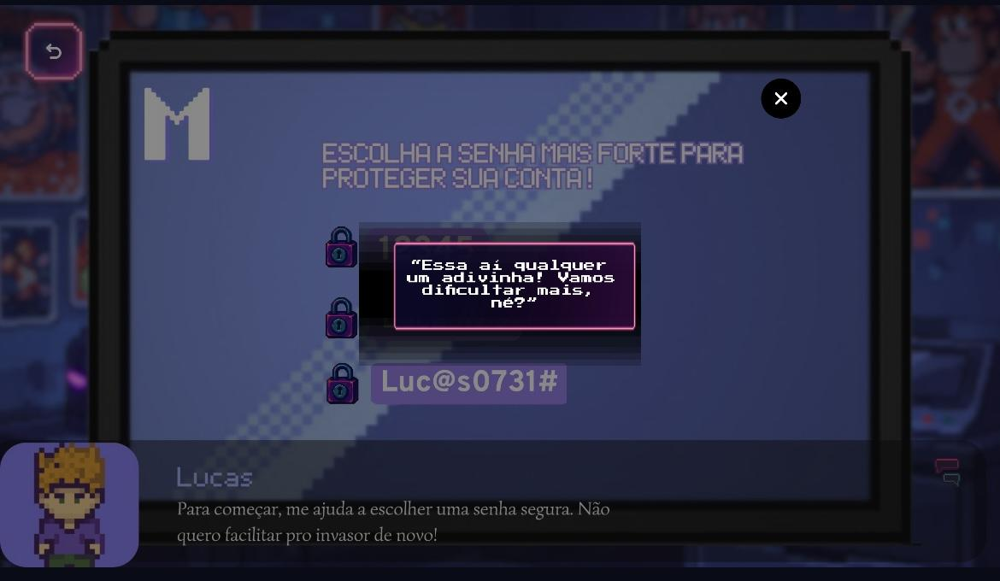 M
ESCOLHA A SENHA MAIS FORTE PARA
PROTEGER SUA CONTA!
12345
“Essa aí qualquer
um adivinha! Vamos
dificultar mais,
né?”
Luc@s0731#
Lucas
Para começar, me ajuda a escolher uma senha segura. Não
quero facilitar pro invasor de novo!